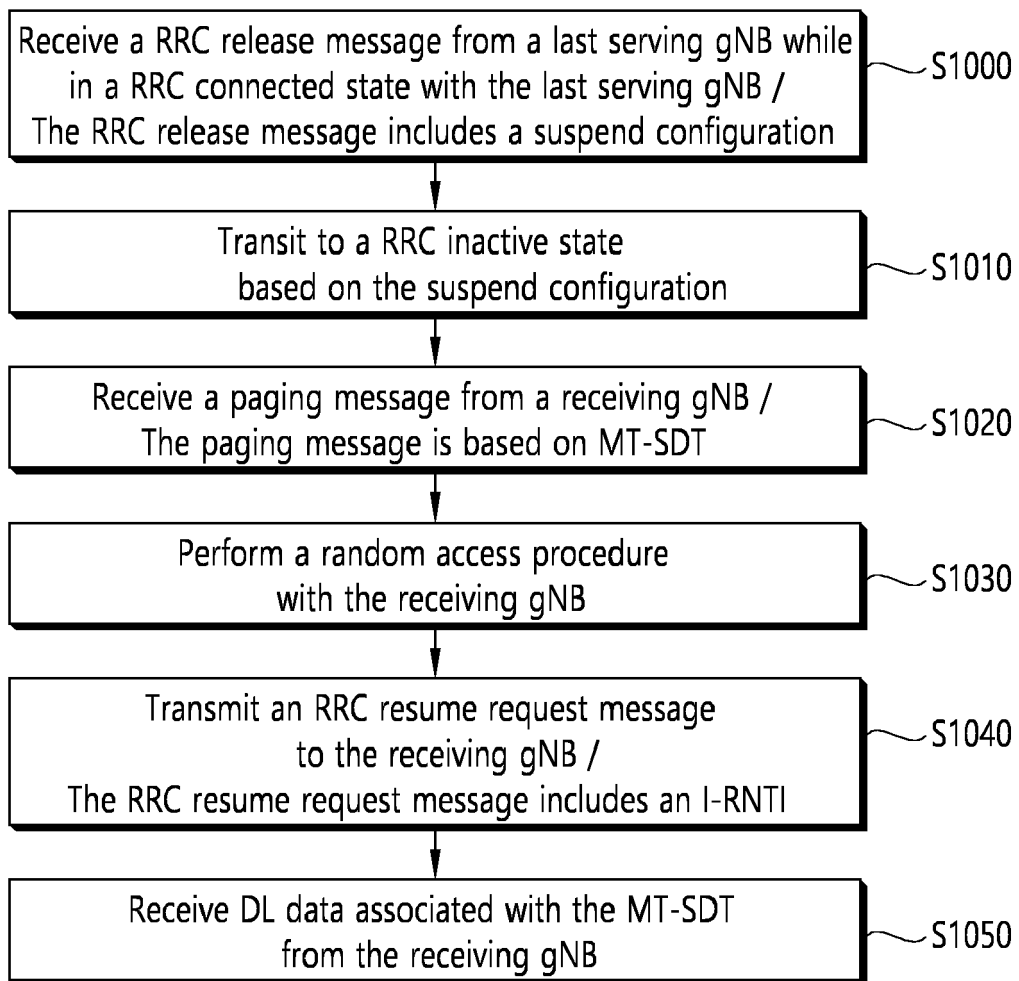 Receive a RRC release message from a last serving gNB while
in a RRC connected state with the last serving gNB /
The RRC release message includes a suspend configuration
S1000
Transit to a RRC inactive state
based on the suspend configuration
S1010
Receive a paging message from a receiving gNB /
The paging message is based on MT-SDT
S1020
Perform a random access procedure
with the receiving gNB
S1030
Transmit an RRC resume request message
to the receiving gNB /
The RRC resume request message includes an I-RNTI
S1040
Receive DL data associated with the MT-SDT
from the receiving gNB
S1050